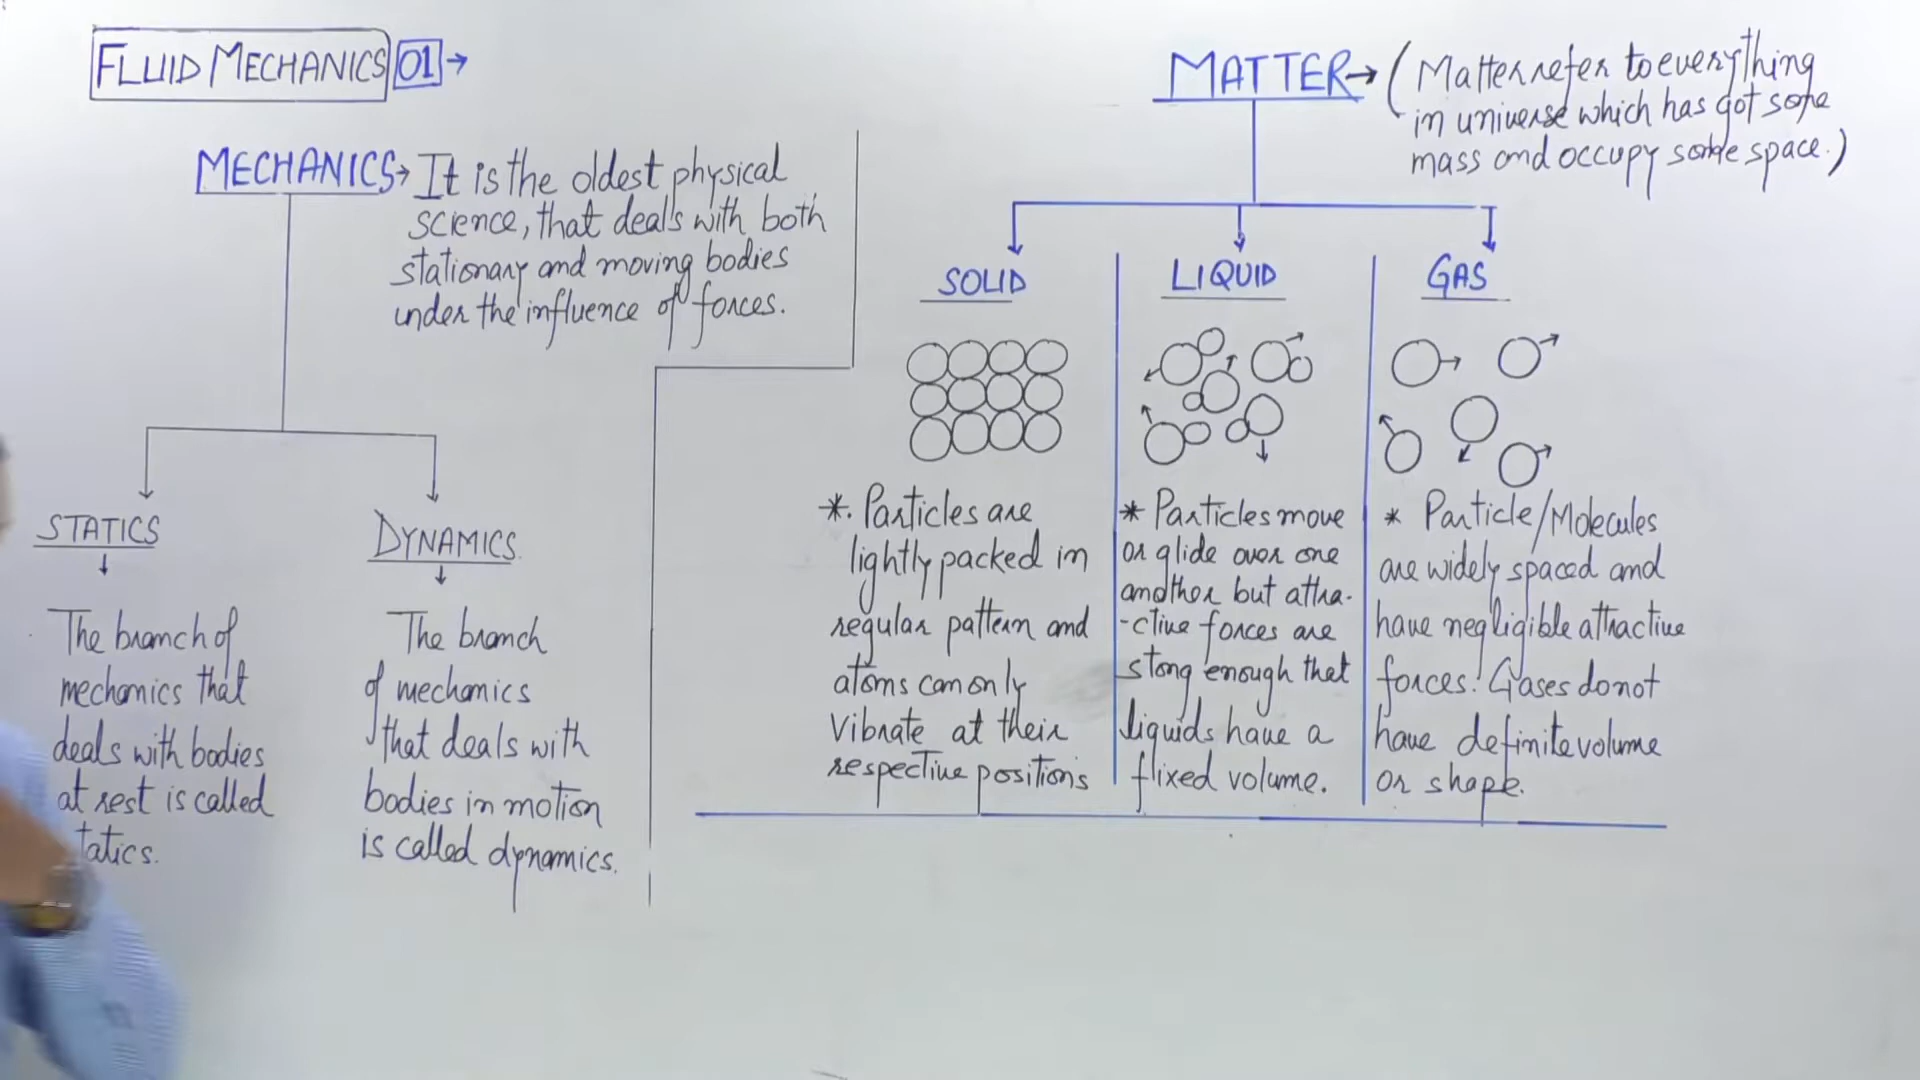 FLUID MECHANICS 01 →
MECHANICS → It is the oldest physical
science, that deals with both
stationary and moving bodies
under the influence of forces.
STATICS
The branch of
mechanics that
deals with bodies
at rest is called
tatics.
DYNAMICS
The branch
of mechanics
that deals with
bodies in motion
is called dynamics.
MATTER → (Matter refer to everything
in universe which has got some
mass and occupy some space.)
SOLID
*. Particles are
lightly packed in
regular pattern and
atoms can only
Vibrate at their
respective positions
LIQUID
* Particles move
or glide over one
another but attra-
-ctive forces are
stong enough that
liquids have a
flixed volume.
GAS
* Particle/Molecules
are widely spaced and
have negligible attractive
forces. Gases do not
have definite volume
or shape.